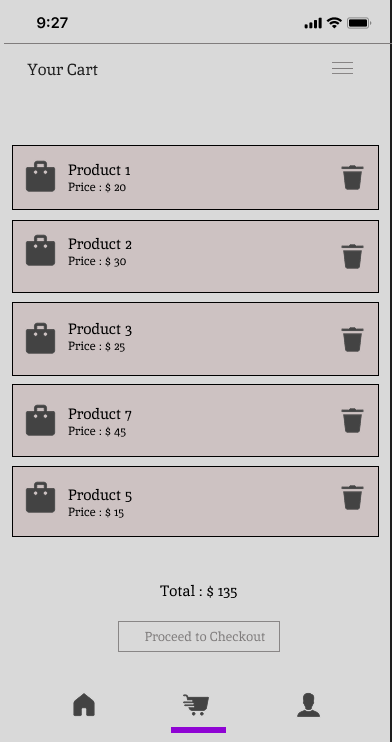 9:27
Your Cart
Product 1
Price : $ 20
Product 2
Price : $ 30
Product 3
Price : $ 25
Product 7
Price : $ 45
Product 5
Price : $ 15
Total : $ 135
Proceed to Checkout